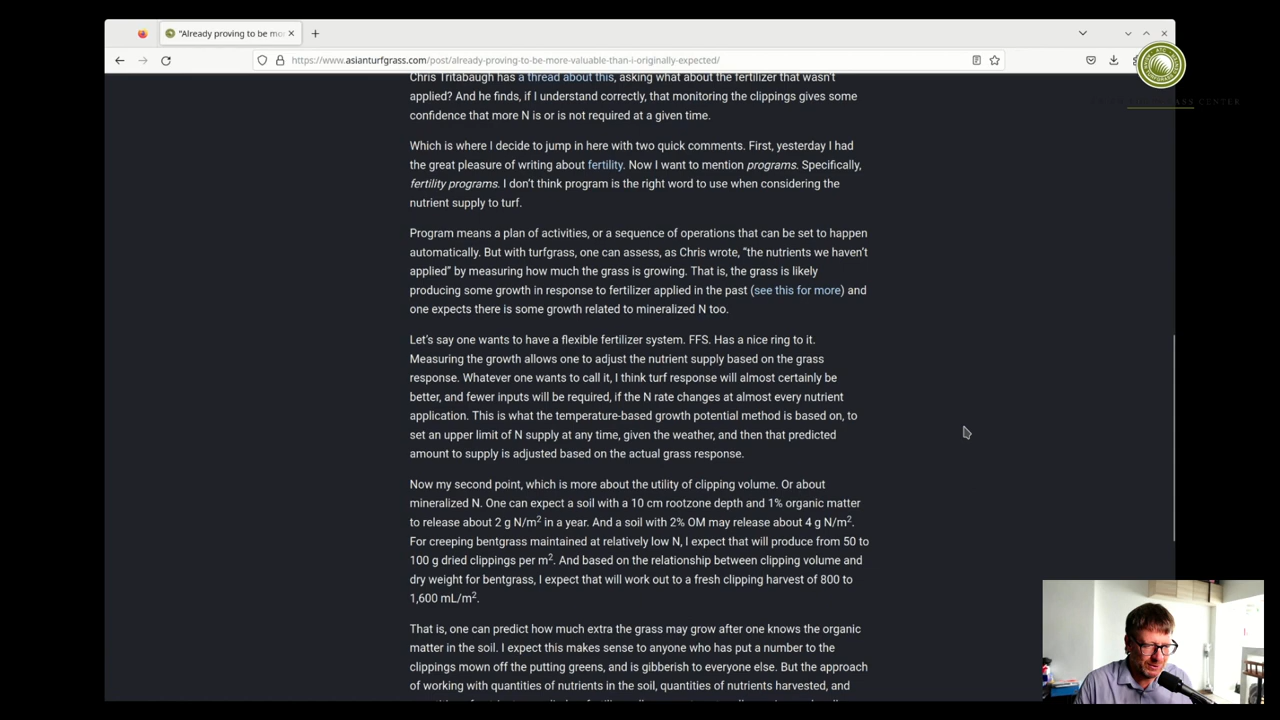 "Already proving to be mo
https://www.asianturfgrass.com/post/already-proving-to-be-more-valuable-than-i-originally-expected/
Chris Tritabaugh has a thread about this, asking what about the fertilizer that wasn't
applied? And he finds, if I understand correctly, that monitoring the clippings gives some
confidence that more N is or is not required at a given time.
Which is where I decide to jump in here with two quick comments. First, yesterday I had
the great pleasure of writing about fertility. Now I want to mention programs. Specifically,
fertility programs. I don't think program is the right word to use when considering the
nutrient supply to turf.
Program means a plan of activities, or a sequence of operations that can be set to happen
automatically. But with turfgrass, one can assess, as Chris wrote, "the nutrients we haven't
applied" by measuring how much the grass is growing. That is, the grass is likely
producing some growth in response to fertilizer applied in the past (see this for more) and
one expects there is some growth related to mineralized N too.
Let's say one wants to have a flexible fertilizer system. FFS. Has a nice ring to it.
Measuring the growth allows one to adjust the nutrient supply based on the grass
response. Whatever one wants to call it, I think turf response will almost certainly be
better, and fewer inputs will be required, if the N rate changes at almost every nutrient
application. This is what the temperature-based growth potential method is based on, to
set an upper limit of N supply at any time, given the weather, and then that predicted
amount to supply is adjusted based on the actual grass response.
Now my second point, which is more about the utility of clipping volume. Or about
mineralized N. One can expect a soil with a 10 cm rootzone depth and 1% organic matter
to release about 2 g N/m² in a year. And a soil with 2% OM may release about 4 g N/m².
For creeping bentgrass maintained at relatively low N, I expect that will produce from 50 to
100 g dried clippings per m². And based on the relationship between clipping volume and
dry weight for bentgrass, I expect that will work out to a fresh clipping harvest of 800 to
1,600 mL/m².
That is, one can predict how much extra the grass may grow after one knows the organic
matter in the soil. I expect this makes sense to anyone who has put a number to the
clippings mown off the putting greens, and is gibberish to everyone else. But the approach
of working with quantities of nutrients in the soil, quantities of nutrients harvested, and